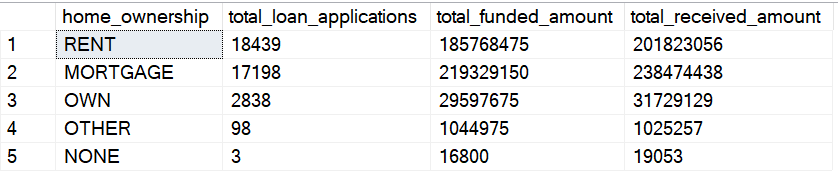 home_ownership total_loan_applications total_funded_amount total_received_amount
1 RENT 18439 185768475 201823056
2 MORTGAGE 17198 219329150 238474438
3 OWN 2838 29597675 31729129
4 OTHER 98 1044975 1025257
5 NONE 3 16800 19053